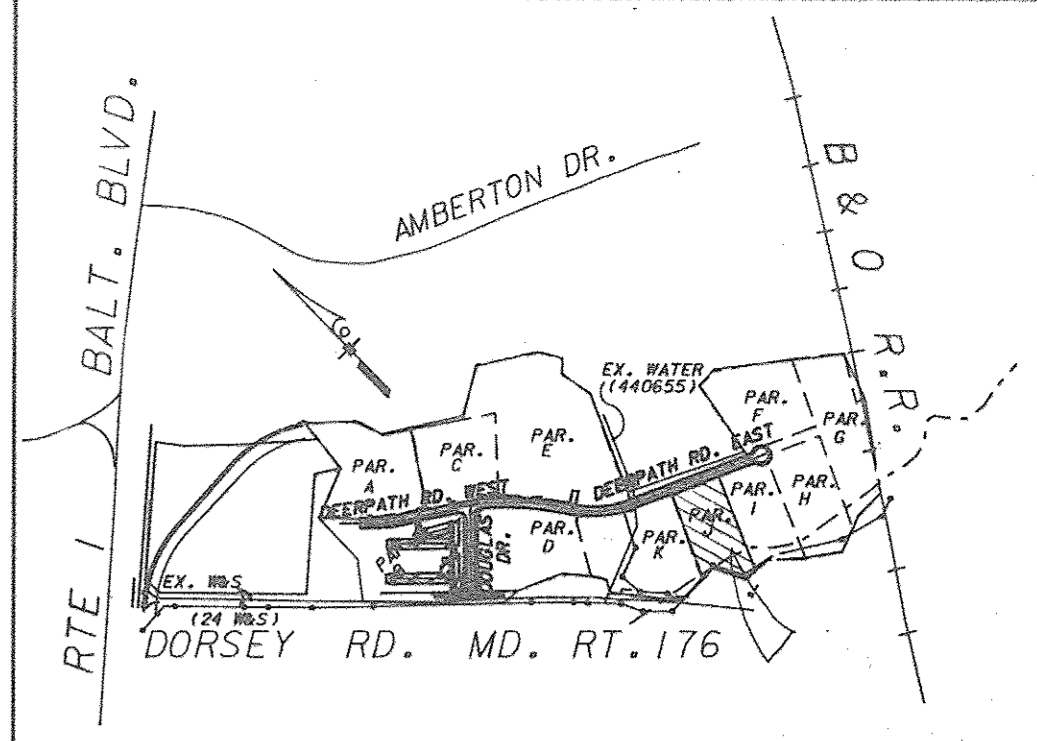 RTE 1 BALT. BLVD.
AMBERTON DR.
B & O R.R.
EX. WATER
(440655)
PAR.
F
PAR.
G
PAR.
E
PAR.
C
PAR.
A
DEERPATH RD. EAST
DEERPATH RD. WEST
PAR.
H
PAR.
I
PAR.
J
PAR.
D
PAR.
K
DOUGLAS
DR.
EX. W&S
(24 W&S)
DORSEY RD. MD. RT. 176